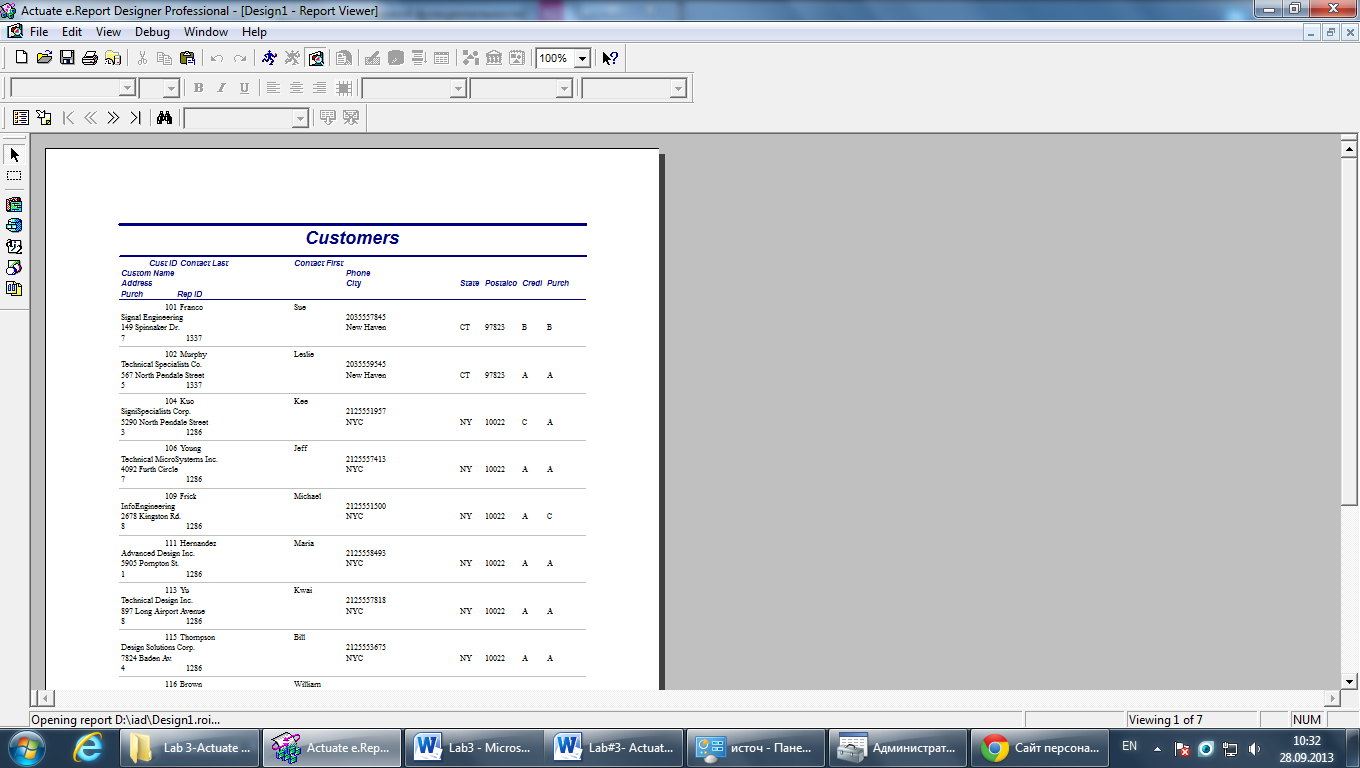 Actuate e.Report Designer Professional - [Design1 - Report Viewer]
File Edit View Debug Window Help
100%
B I U
Customers
Cust ID Contact Last Contact First
Custom Name Phone
Address City State Postalco Credi Purch
Purch Rep ID
101 Franco Sue
Signal Engineering 2035557845
149 Spinnaker Dr. New Haven CT 97823 B B
7 1337
102 Murphy Leslie
Technical Specialists Co. 2035559545
567 North Pendale Street New Haven CT 97823 A A
5 1337
104 Kuo Kee
SigniSpecialists Corp. 2125551957
5290 North Pendale Street NYC NY 10022 C A
3 1286
106 Young Jeff
Technical MicroSystems Inc. 2125557413
4092 Furth Circle NYC NY 10022 A A
7 1286
109 Frick Michael
InfoEngineering 2125551500
2678 Kingston Rd. NYC NY 10022 A C
8 1286
111 Hernandez Maria
Advanced Design Inc. 2125558493
5905 Pompton St. NYC NY 10022 A A
1 1286
113 Yu Kwai
Technical Design Inc. 2125557818
897 Long Airport Avenue NYC NY 10022 A A
8 1286
115 Thompson Bill
Design Solutions Corp. 2125553675
7824 Baden Av. NYC NY 10022 A A
4 1286
116 Brown William
Opening report D:\iad\Design1.roi... Viewing 1 of 7 NUM
Lab 3-Actuate ... Actuate e.Rep... Lab3 - Micros... Lab#3- Actuat... источ - Пане... Администрат... Сайт персона... EN 10:32
28.09.2013